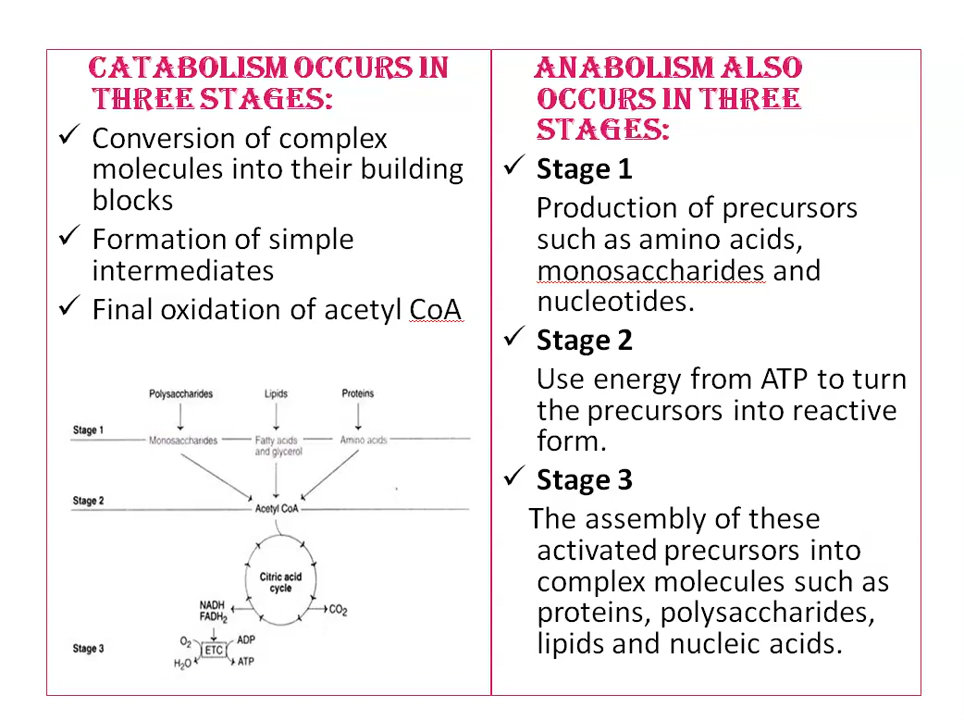 CATABOLISM OCCURS IN
THREE STAGES:
✓ Conversion of complex
molecules into their building
blocks
✓ Formation of simple
intermediates
✓ Final oxidation of acetyl CoA
Polysaccharides Lipids Proteins
Stage 1
Monosaccharides Fatty acids Amino acids
and glycerol
Stage 2
Acetyl CoA
Citric acid
cycle
NADH
FADH₂
CO₂
O₂ ADP
ETC
Stage 3
H₂O ATP
ANABOLISM ALSO
OCCURS IN THREE
STAGES:
✓ Stage 1
Production of precursors
such as amino acids,
monosaccharides and
nucleotides.
✓ Stage 2
Use energy from ATP to turn
the precursors into reactive
form.
✓ Stage 3
The assembly of these
activated precursors into
complex molecules such as
proteins, polysaccharides,
lipids and nucleic acids.